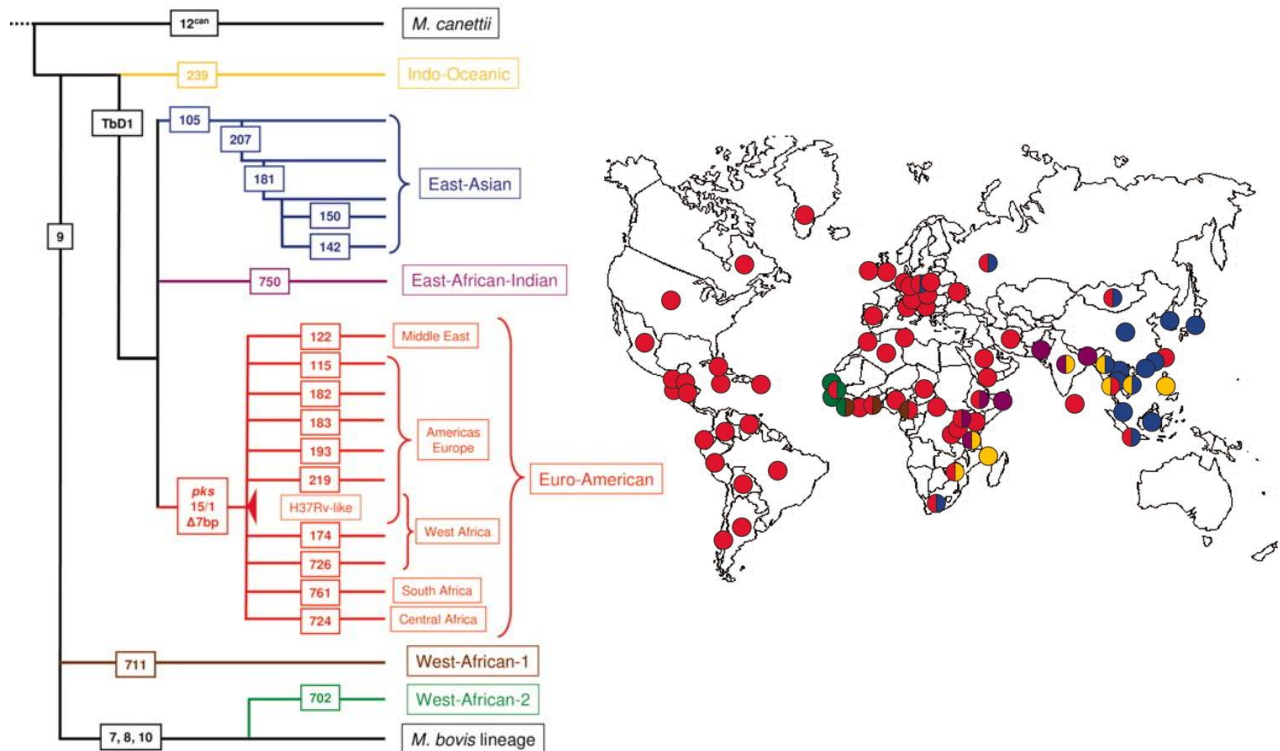 12can M. canettii
239 Indo-Oceanic
TbD1
105
207
181
East-Asian
150
142
9
750 East-African-Indian
122 Middle East
115
182
183
193
219
Americas
Europe
pks
15/1
Δ7bp
H37Rv-like
Euro-American
174
West Africa
726
761 South Africa
724 Central Africa
711 West-African-1
702 West-African-2
7, 8, 10 M. bovis lineage